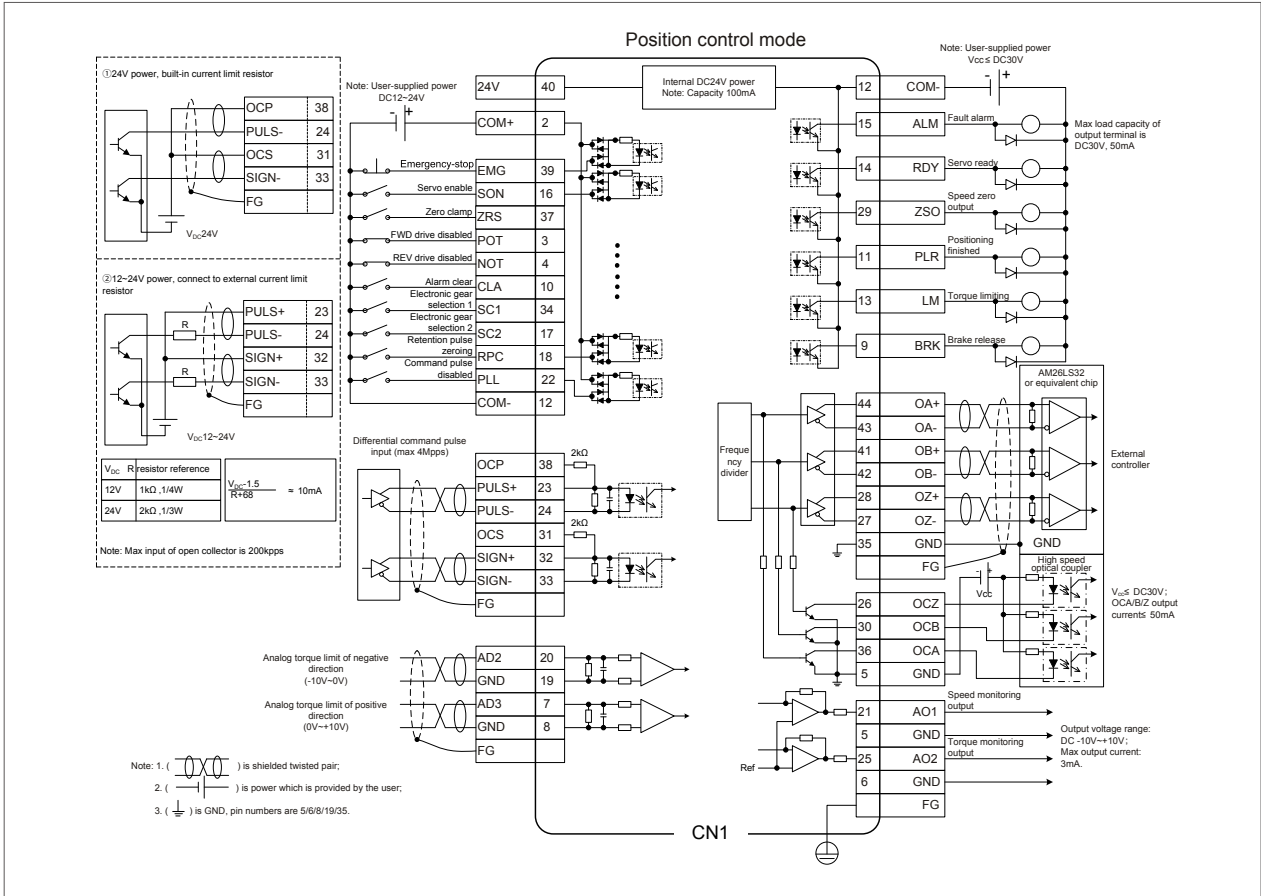 Position control mode
①24V power, built-in current limit resistor
OCP 38
PULS- 24
OCS 31
SIGN- 33
FG
VDC24V
②12~24V power, connect to external current limit
resistor
R
R
PULS+ 23
PULS- 24
SIGN+ 32
SIGN- 33
FG
VDC12~24V
VDC R resistor reference
12V 1kΩ ,1/4W
24V 2kΩ ,1/3W
VDC-1.5
R+68
≈ 10mA
Note: Max input of open collector is 200kpps
Note: User-supplied power
DC12~24V
- +
24V 40
COM+ 2
Emergency-stop EMG 39
Servo enable SON 16
Zero clamp ZRS 37
FWD drive disabled POT 3
REV drive disabled NOT 4
Alarm clear CLA 10
Electronic gear
selection 1 SC1 34
Electronic gear
selection 2 SC2 17
Retention pulse
zeroing RPC 18
Command pulse
disabled PLL 22
COM- 12
Differential command pulse
input (max 4Mpps)
OCP 38 2kΩ
PULS+ 23
PULS- 24
OCS 31 2kΩ
SIGN+ 32
SIGN- 33
FG
Analog torque limit of negative
direction
(-10V~0V)
AD2 20
GND 19
Analog torque limit of positive
direction
(0V~+10V)
AD3 7
GND 8
FG
Note: 1. ( ) is shielded twisted pair;
2. ( ) is power which is provided by the user;
3. ( ) is GND, pin numbers are 5/6/8/19/35.
Internal DC24V power
Note: Capacity 100mA
Note: User-supplied power
Vcc≤ DC30V
- +
12 COM-
15 ALM Fault alarm
14 RDY Servo ready
29 ZSO Speed zero
output
11 PLR Positioning
finished
13 LM Torque limiting
9 BRK Brake release
Max load capacity of
output terminal is
DC30V, 50mA
AM26LS32
or equivalent chip
Freque
ncy
divider
44 OA+
43 OA-
41 OB+
42 OB-
28 OZ+
27 OZ-
35 GND
FG
External
controller
GND
High speed
optical coupler
- +
Vcc
26 OCZ
30 OCB
36 OCA
5 GND
Vcc≤ DC30V;
OCA/B/Z output
current≤ 50mA
Ref
21 AO1 Speed monitoring
output
5 GND
25 AO2 Torque monitoring
output
6 GND
FG
Output voltage range:
DC -10V~+10V;
Max output current:
3mA.
CN1